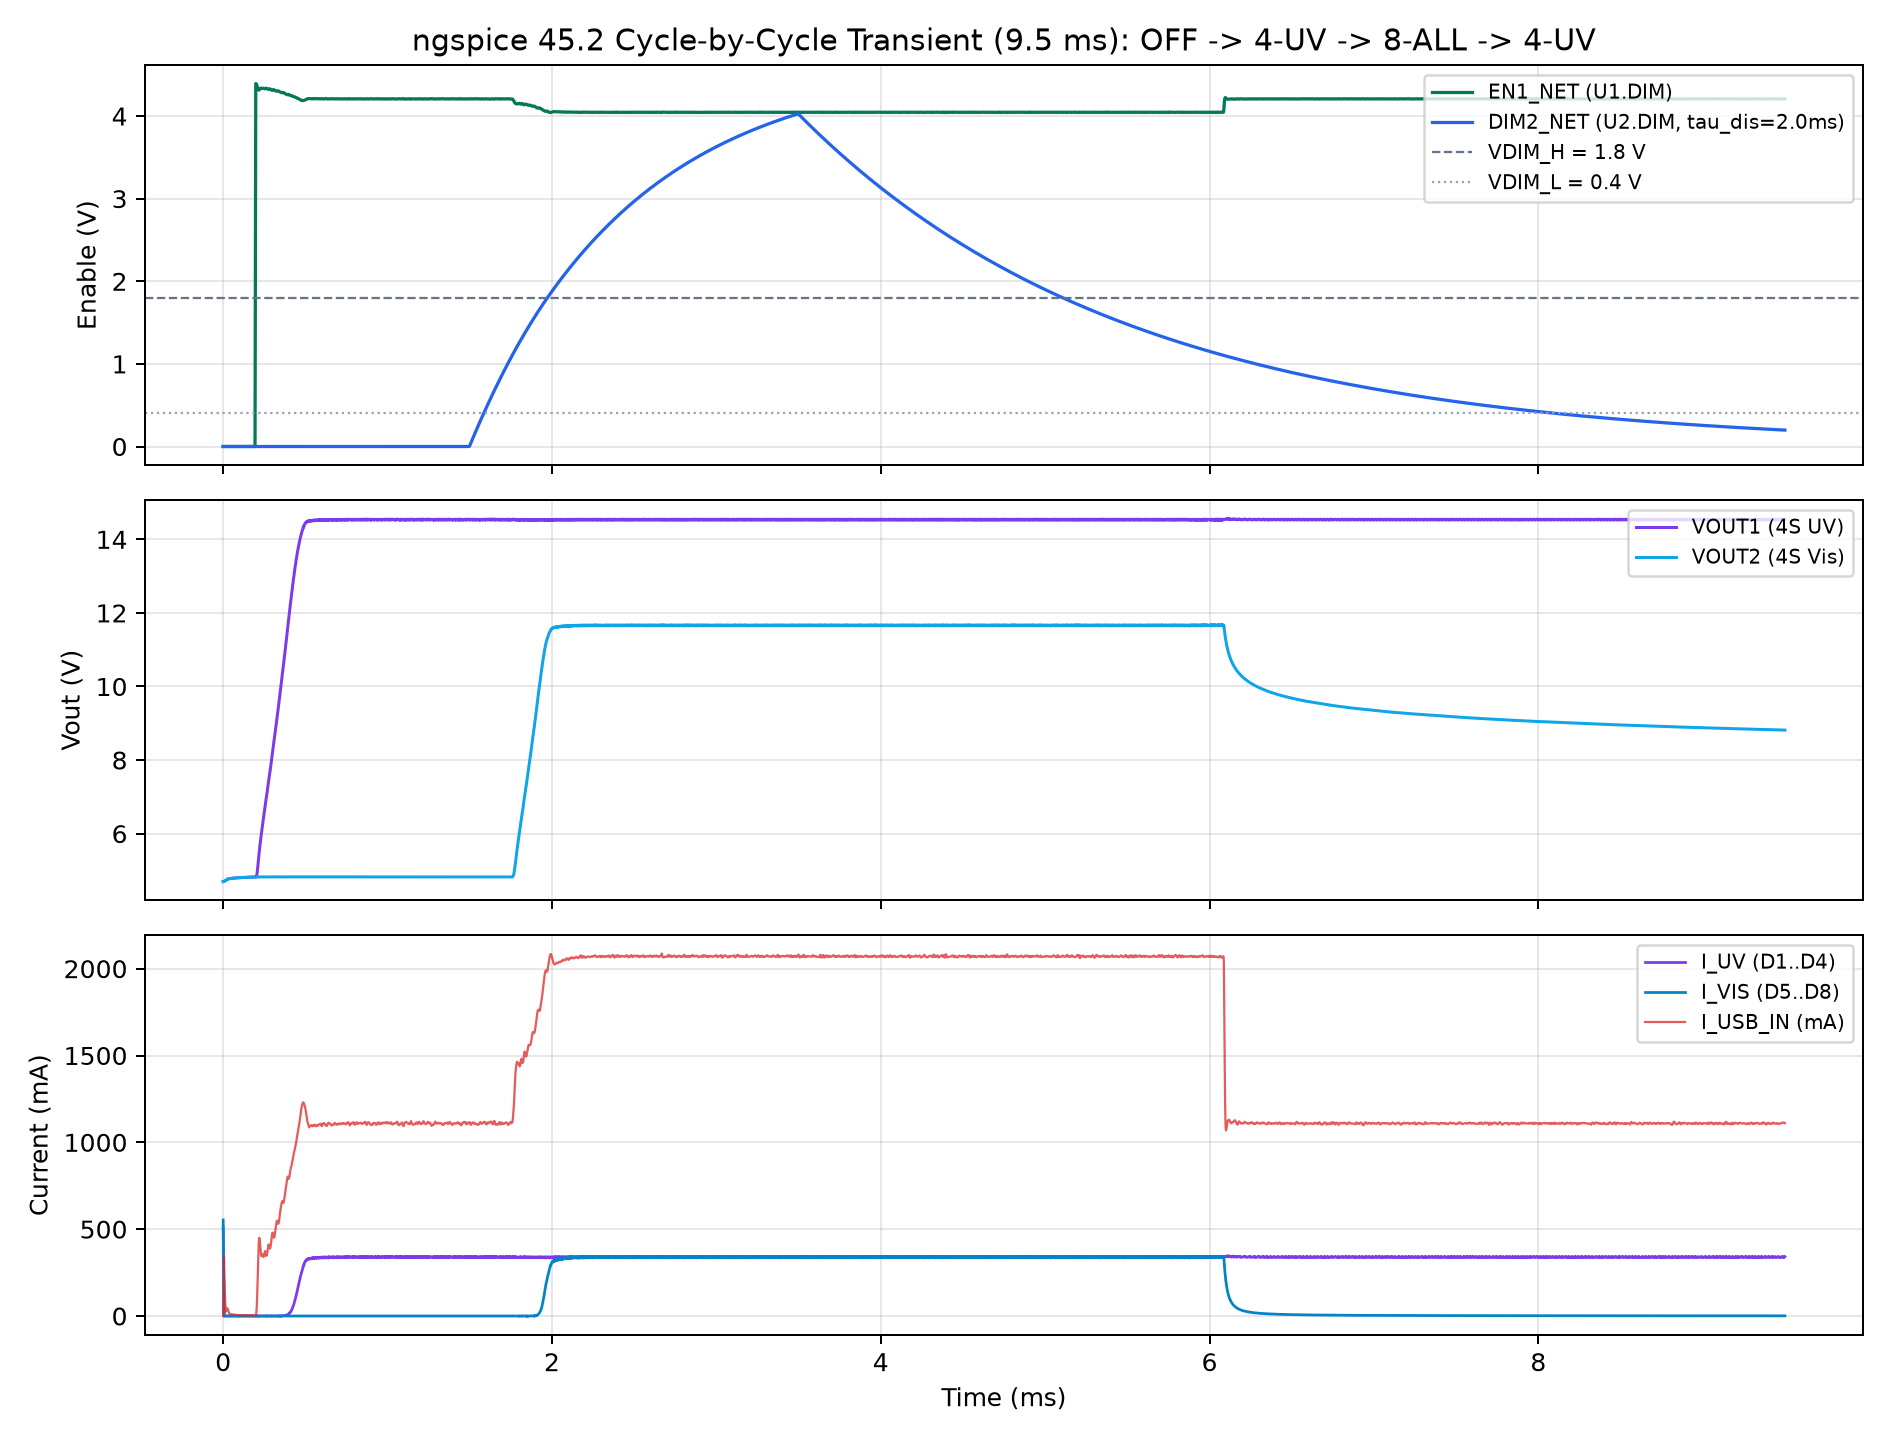 ngspice 45.2 Cycle-by-Cycle Transient (9.5 ms): OFF -> 4-UV -> 8-ALL -> 4-UV
Enable (V)
4
3
2
1
0
EN1_NET (U1.DIM)
DIM2_NET (U2.DIM, tau_dis=2.0ms)
VDIM_H = 1.8 V
VDIM_L = 0.4 V
Vout (V)
14
12
10
8
6
VOUT1 (4S UV)
VOUT2 (4S Vis)
Current (mA)
2000
1500
1000
500
0
I_UV (D1..D4)
I_VIS (D5..D8)
I_USB_IN (mA)
0 2 4 6 8
Time (ms)